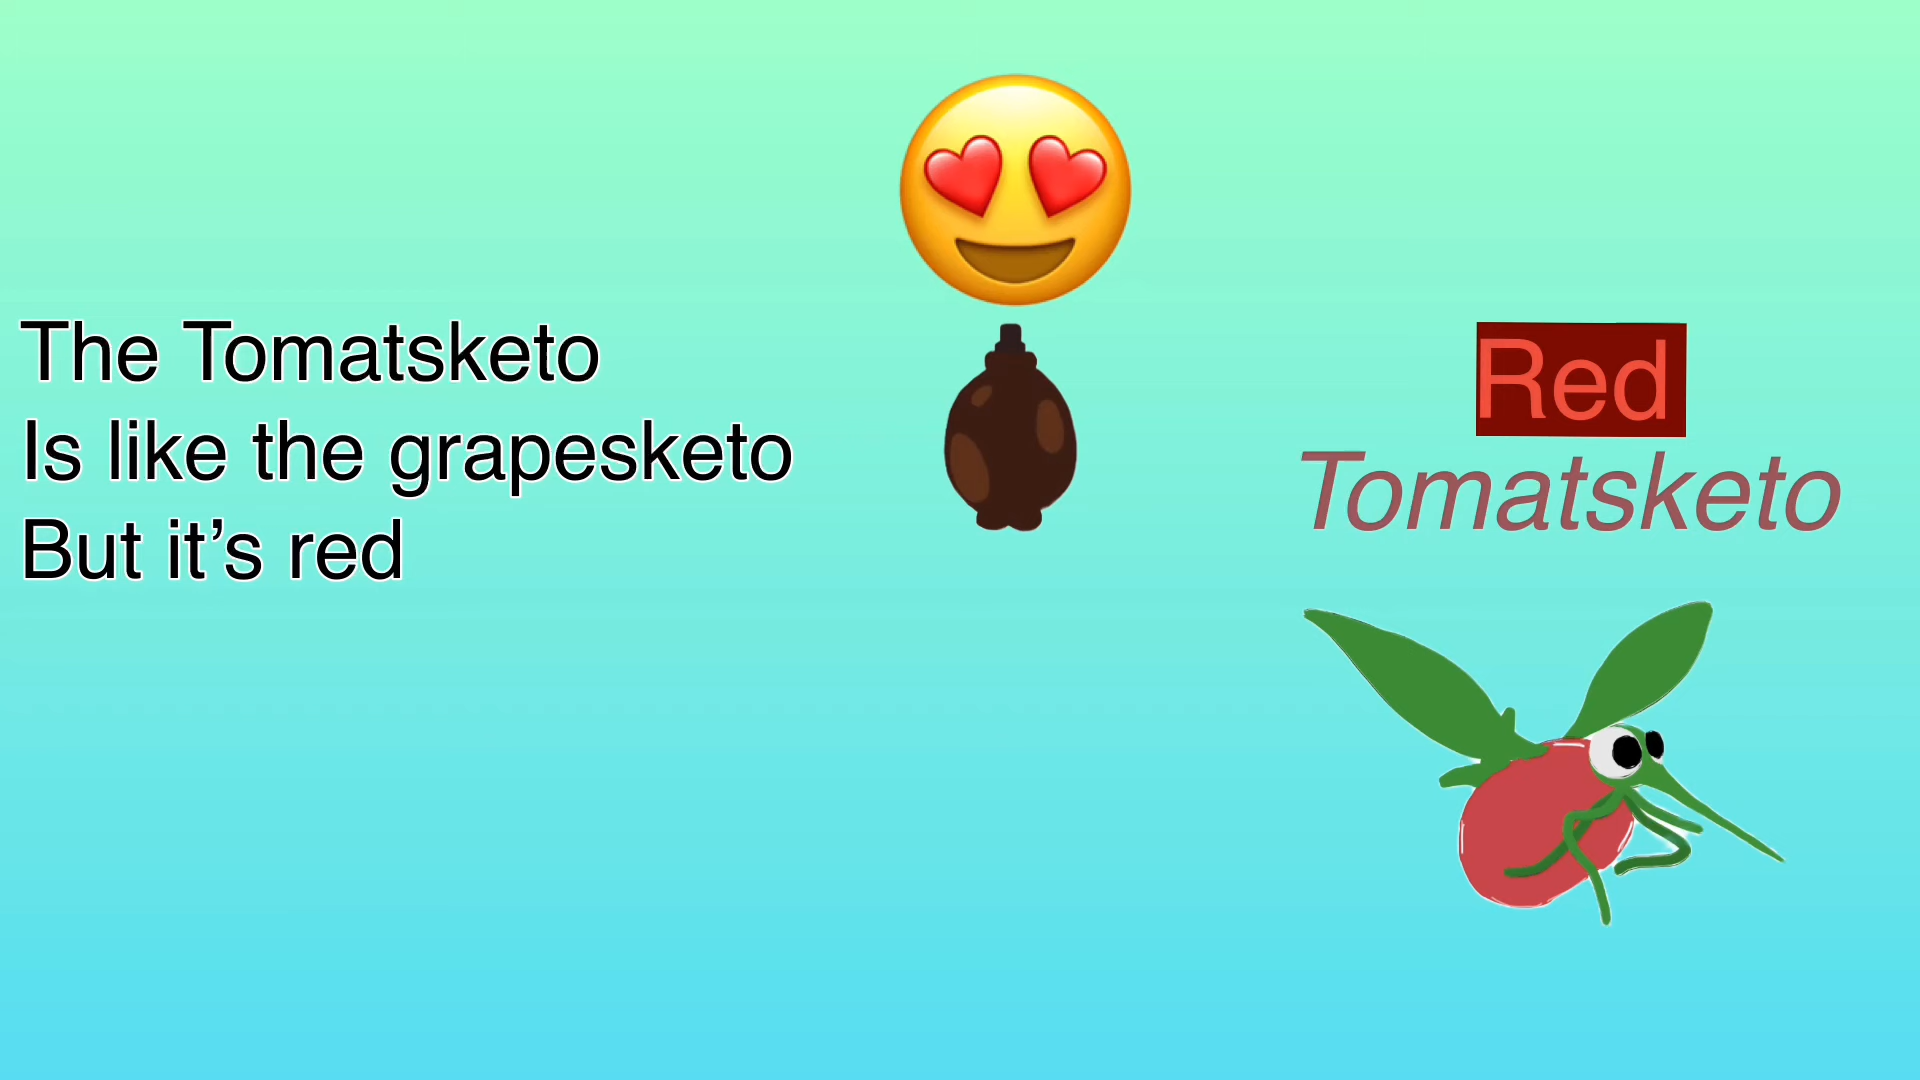 The Tomatsketo
Is like the grapesketo
But it’s red
Red
Tomatsketo